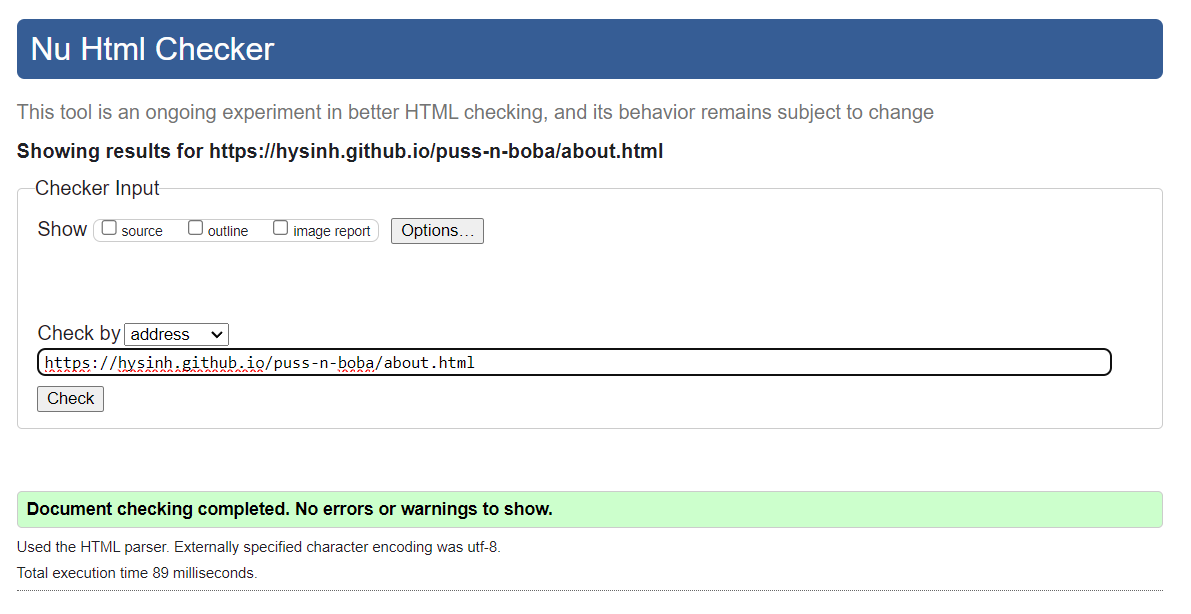 Nu Html Checker
This tool is an ongoing experiment in better HTML checking, and its behavior remains subject to change
Showing results for https://hysinh.github.io/puss-n-boba/about.html
Checker Input
Show source outline image report Options...
Check by address
https://hysinh.github.io/puss-n-boba/about.html
Check
Document checking completed. No errors or warnings to show.
Used the HTML parser. Externally specified character encoding was utf-8.
Total execution time 89 milliseconds.